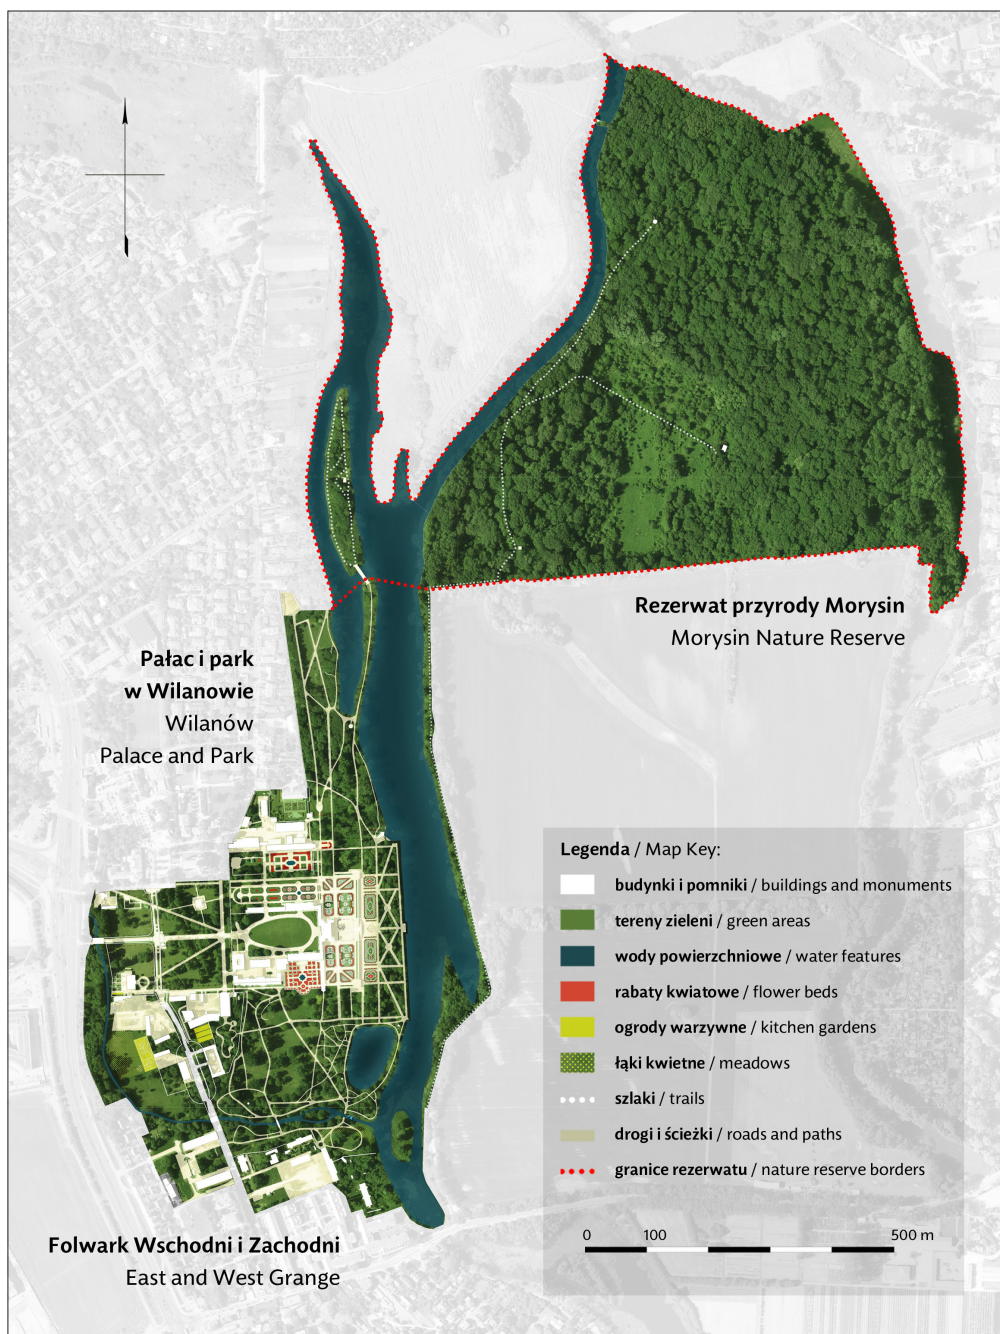 Rezerwat przyrody Morysin
Morysin Nature Reserve
Pałac i park
w Wilanowie
Wilanów
Palace and Park
Legenda / Map Key:
budynki i pomniki / buildings and monuments
tereny zieleni / green areas
wody powierzchniowe / water features
rabaty kwiatowe / flower beds
ogrody warzywne / kitchen gardens
łąki kwietne / meadows
szlaki / trails
drogi i ścieżki / roads and paths
granice rezerwatu / nature reserve borders
0 100 500 m
Folwark Wschodni i Zachodni
East and West Grange